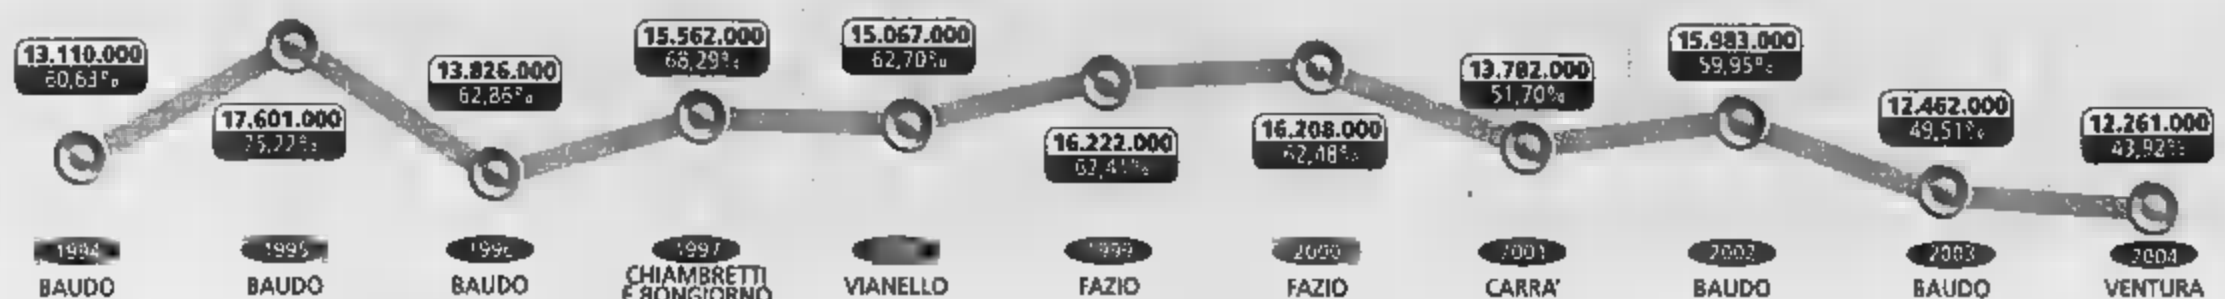 13.110.000
60,63%
17.601.000
75,22%
13.826.000
62,86%
15.562.000
68,29%
15.067.000
62,70%
16.222.000
16.208.000
62,48%
13.782.000
51,70%
15.983.000
59,95%
12.462.000
49,51%
12.261.000
43,92%
1994
BAUDO
1995
BAUDO
1996
BAUDO
1997
CHIAMBRETTI
E BONGIORNO
VIANELLO
1999
FAZIO
2000
FAZIO
2001
CARRA'
2002
BAUDO
2003
BAUDO
2004
VENTURA